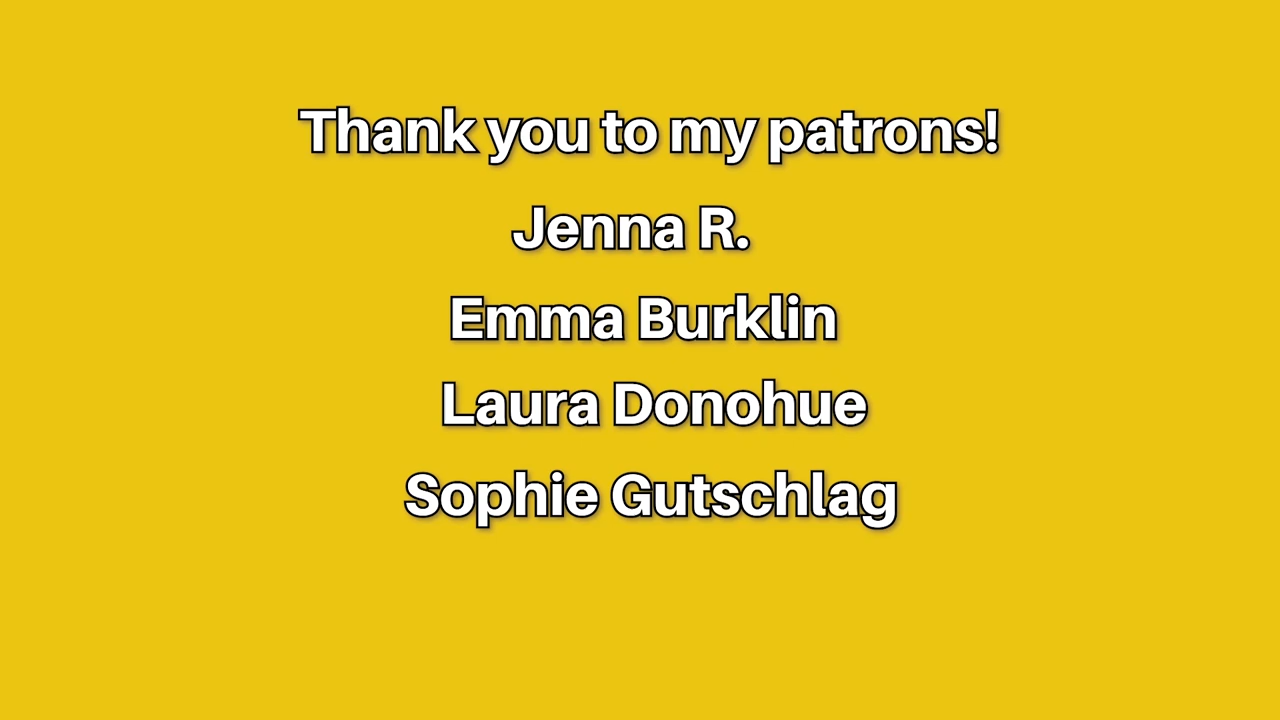 Thank you to my patrons!
Jenna R.
Emma Burklin
Laura Donohue
Sophie Gutschlag